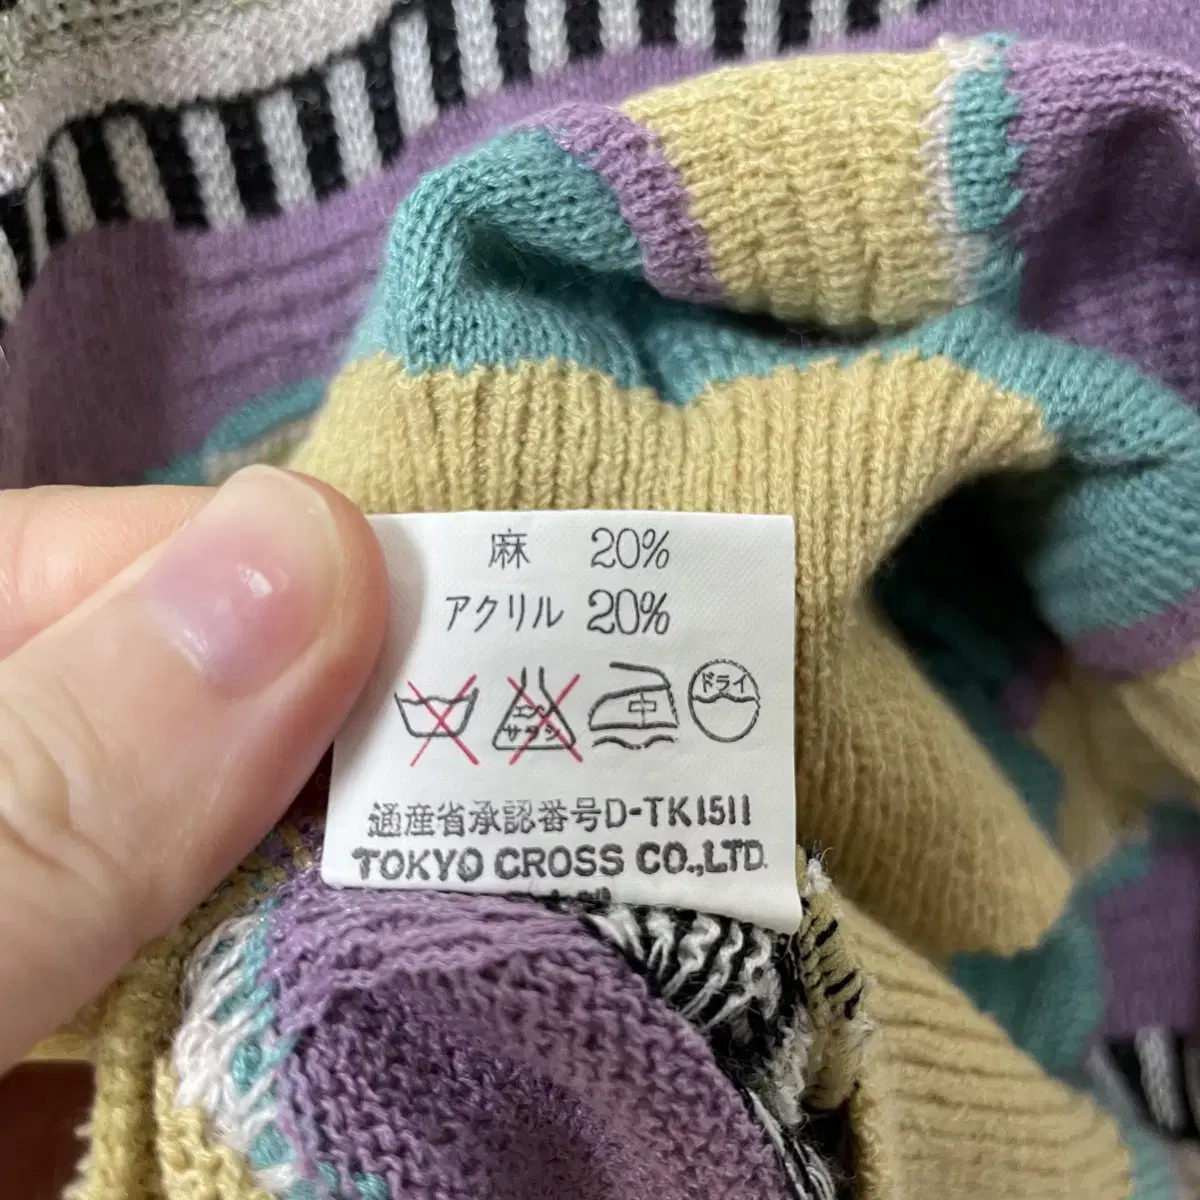 麻 20%
アクリル 20%
エンソ
サラシ
中
ドライ
通産省承認番号D-TK1511
TOKYO CROSS CO.,LTD.